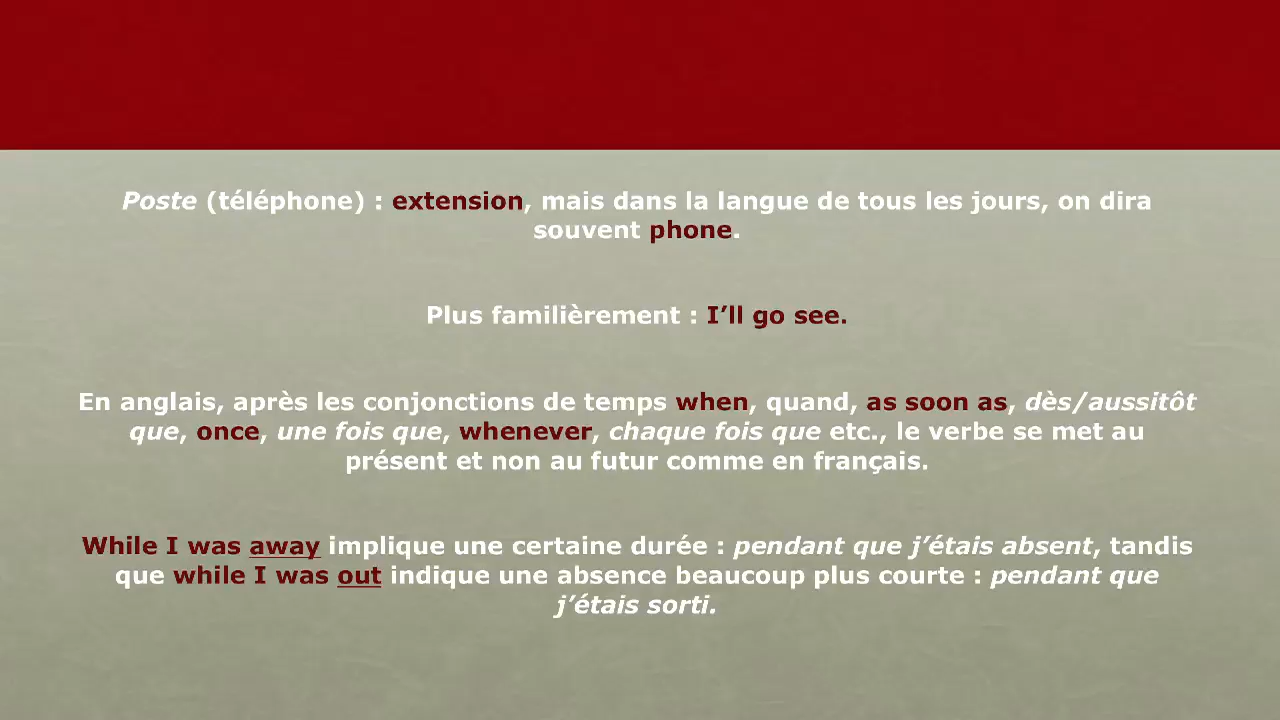 Poste (téléphone) : extension, mais dans la langue de tous les jours, on dira
souvent phone.
Plus familièrement : I’ll go see.
En anglais, après les conjonctions de temps when, quand, as soon as, dès/aussitôt
que, once, une fois que, whenever, chaque fois que etc., le verbe se met au
présent et non au futur comme en français.
While I was away implique une certaine durée : pendant que j’étais absent, tandis
que while I was out indique une absence beaucoup plus courte : pendant que
j’étais sorti.